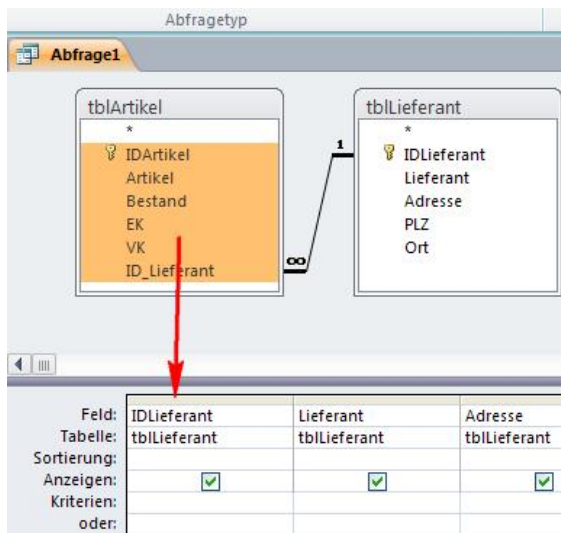 Abfragetyp
Abfrage1
tblArtikel
*
IDArtikel
Artikel
Bestand
EK
VK
ID_Lieferant
∞
1
tblLieferant
*
IDLieferant
Lieferant
Adresse
PLZ
Ort
Feld: IDLieferant Lieferant Adresse
Tabelle: tblLieferant tblLieferant tblLieferant
Sortierung:
Anzeigen:
Kriterien:
oder: